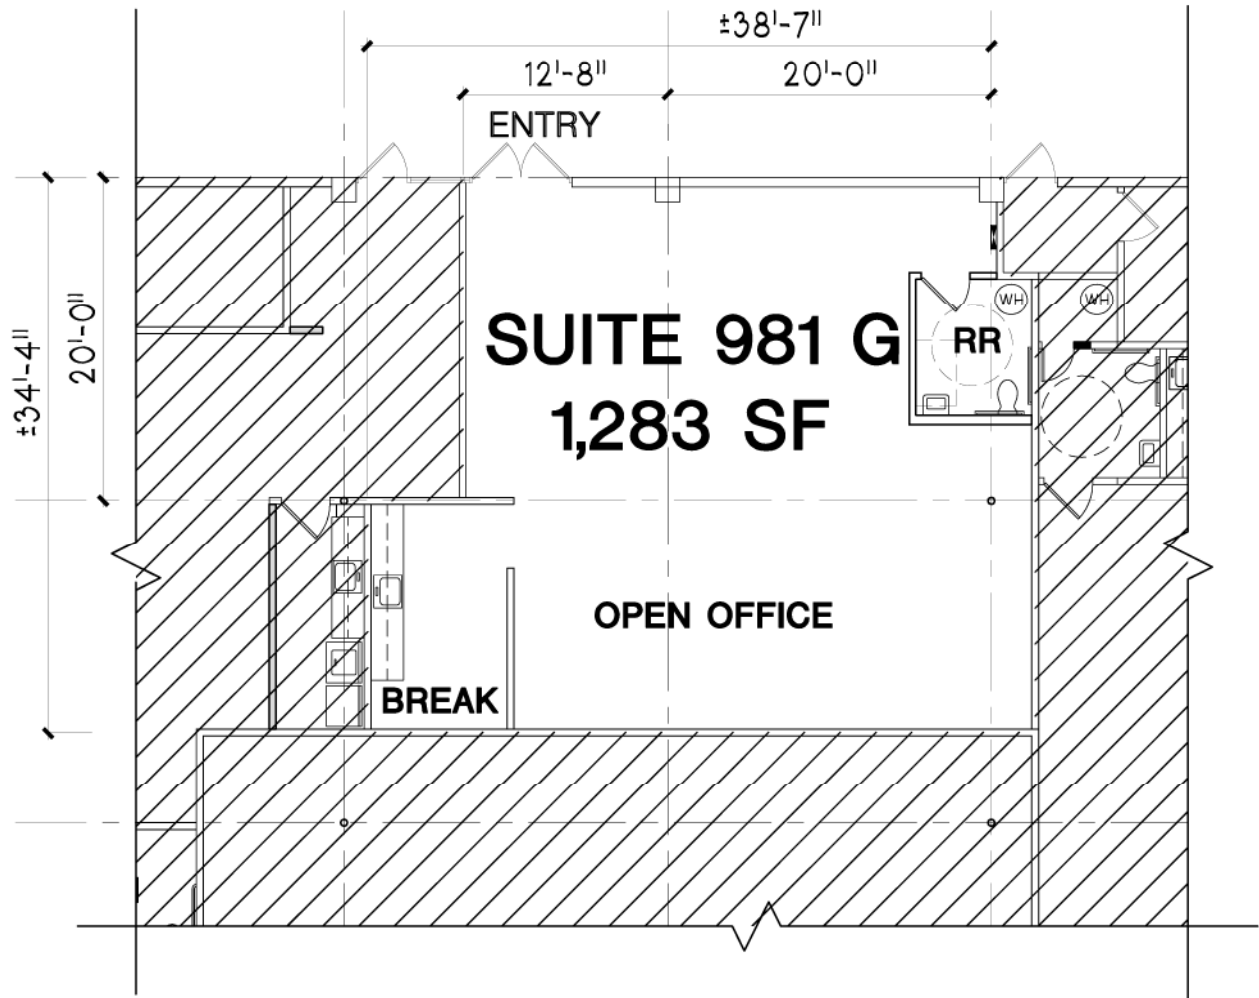 ±38'-7"
12'-8"
20'-0"
ENTRY
±34'-4"
20'-0"
SUITE 981 G
1,283 SF
WH
WH
RR
OPEN OFFICE
BREAK